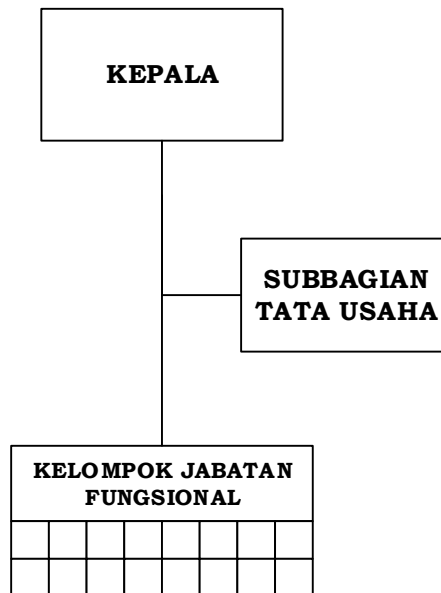 KEPALA
SUBBAGIAN
TATA USAHA
KELOMPOK JABATAN
FUNGSIONAL